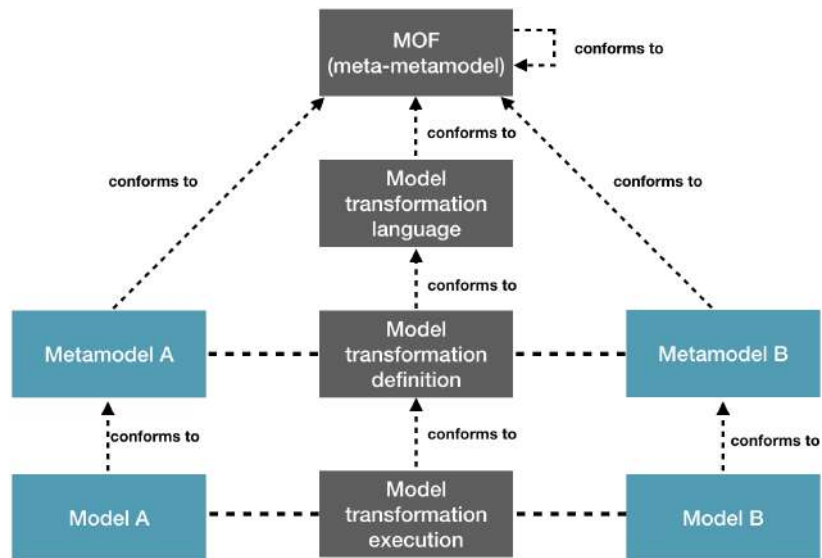 MOF
(meta-metamodel)
conforms to
conforms to
Model
transformation
language
conforms to
conforms to
conforms to
Metamodel A
Model
transformation
definition
Metamodel B
conforms to
conforms to
conforms to
Model A
Model
transformation
execution
Model B